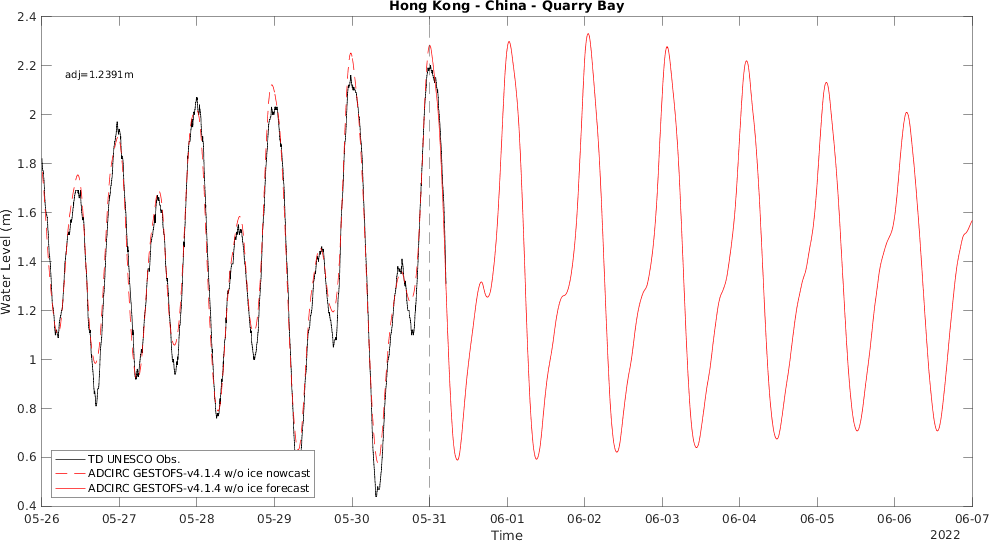 Hong Kong - China - Quarry Bay
adj=1.2391m
Water Level (m)
2.4
2.2
2
1.8
1.6
1.4
1.2
1
0.8
0.6
0.4
TD UNESCO Obs.
ADCIRC GESTOFS-v4.1.4 w/o ice nowcast
ADCIRC GESTOFS-v4.1.4 w/o ice forecast
05-26 05-27 05-28 05-29 05-30 05-31 06-01 06-02 06-03 06-04 06-05 06-06 06-07
Time
2022